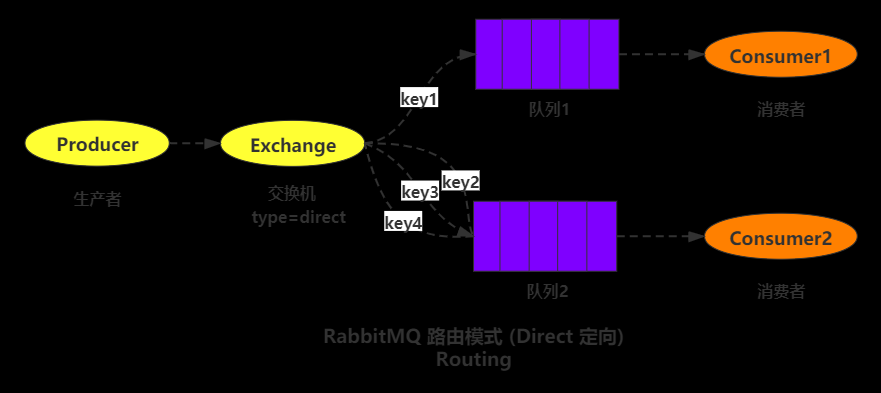 key1
队列1
Consumer1
消费者
Producer
生产者
Exchange
交换机
type=direct
key2
key3
key4
队列2
Consumer2
消费者
RabbitMQ 路由模式 (Direct 定向)
Routing